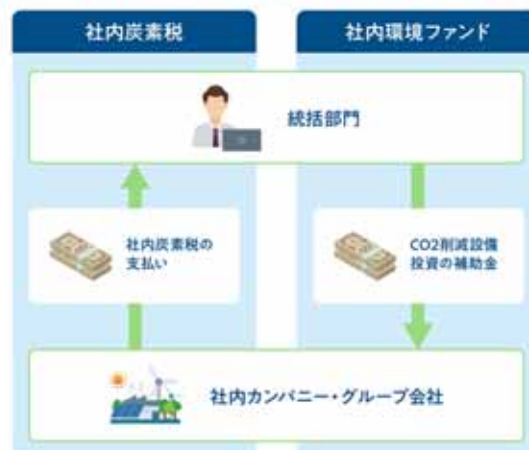 社内炭素税
社内環境ファンド
統括部門
社内炭素税の
支払い
CO2削減設備
投資の補助金
社内カンパニー・グループ会社